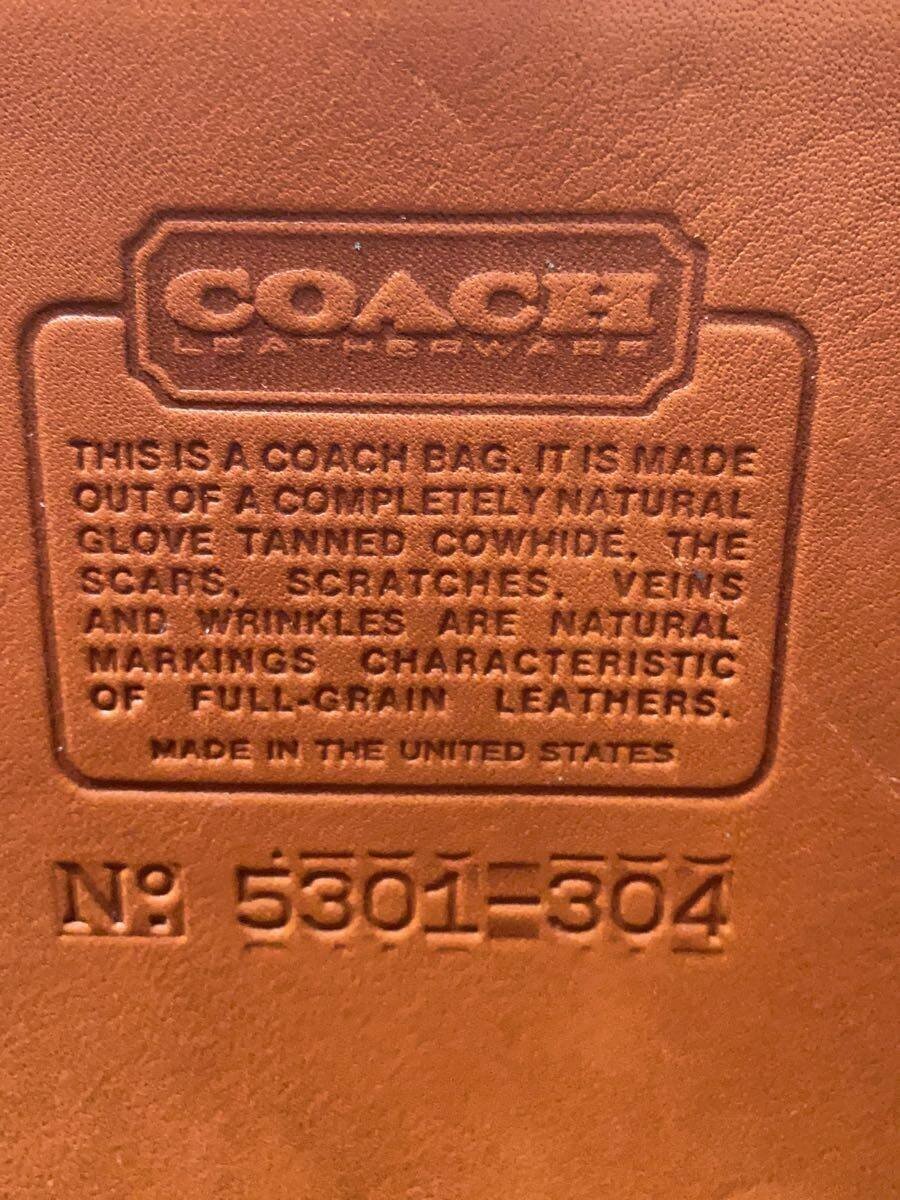 COACH
LEATHERWARE
THIS IS A COACH BAG. IT IS MADE
OUT OF A COMPLETELY NATURAL
GLOVE TANNED COWHIDE, THE
SCARS, SCRATCHES, VEINS
AND WRINKLES ARE NATURAL
MARKINGS CHARACTERISTIC
OF FULL-GRAIN LEATHERS.
MADE IN THE UNITED STATES
Nº: 5301-304